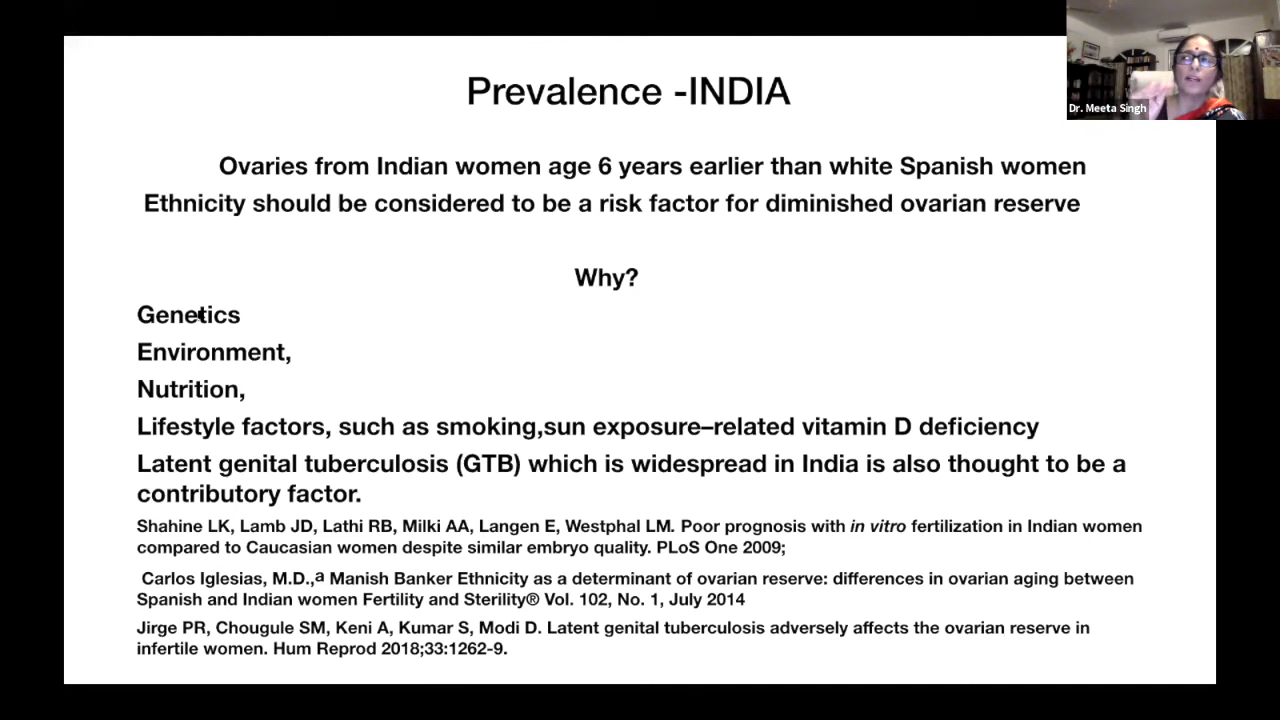 Prevalence -INDIA
Dr. Meeta Singh
Ovaries from Indian women age 6 years earlier than white Spanish women
Ethnicity should be considered to be a risk factor for diminished ovarian reserve
Why?
Genetics
Environment,
Nutrition,
Lifestyle factors, such as smoking,sun exposure–related vitamin D deficiency
Latent genital tuberculosis (GTB) which is widespread in India is also thought to be a
contributory factor.
Shahine LK, Lamb JD, Lathi RB, Milki AA, Langen E, Westphal LM. Poor prognosis with in vitro fertilization in Indian women
compared to Caucasian women despite similar embryo quality. PLoS One 2009;
Carlos Iglesias, M.D.,a Manish Banker Ethnicity as a determinant of ovarian reserve: differences in ovarian aging between
Spanish and Indian women Fertility and Sterility® Vol. 102, No. 1, July 2014
Jirge PR, Chougule SM, Keni A, Kumar S, Modi D. Latent genital tuberculosis adversely affects the ovarian reserve in
infertile women. Hum Reprod 2018;33:1262-9.